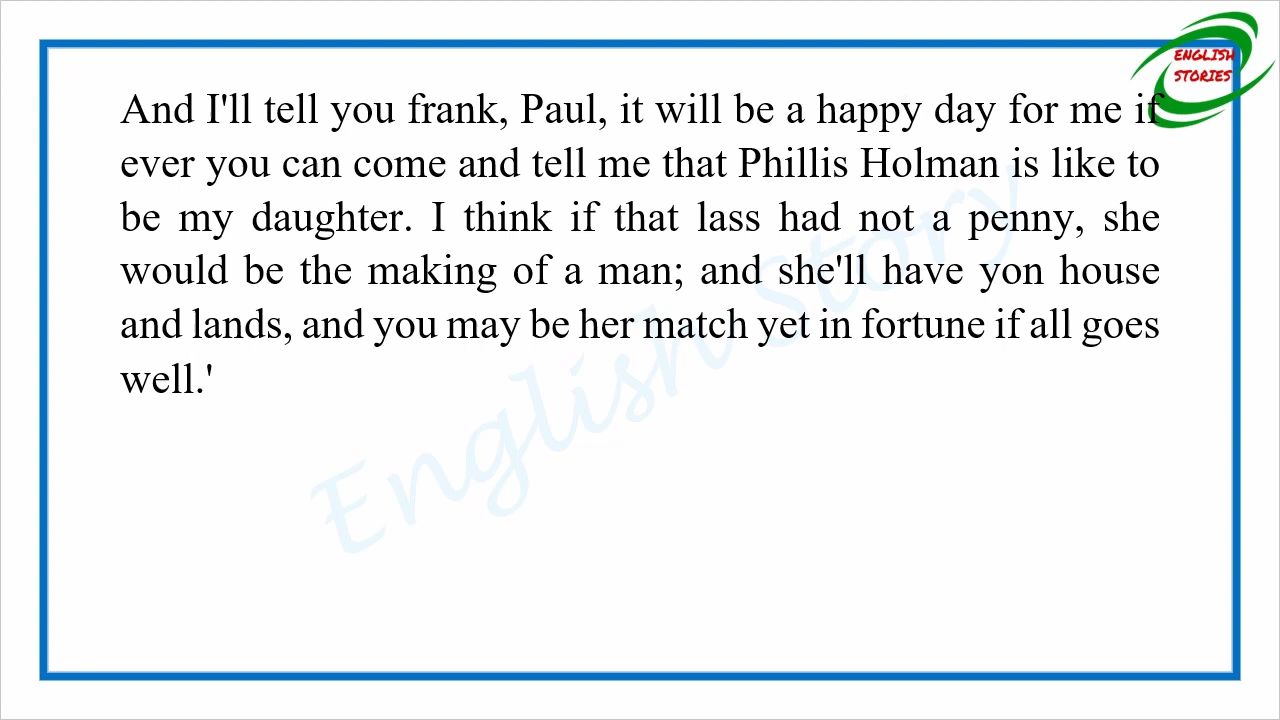 ENGLISH
STORIES
And I'll tell you frank, Paul, it will be a happy day for me if
ever you can come and tell me that Phillis Holman is like to
be my daughter. I think if that lass had not a penny, she
would be the making of a man; and she'll have yon house
and lands, and you may be her match yet in fortune if all goes
well.'
English Story